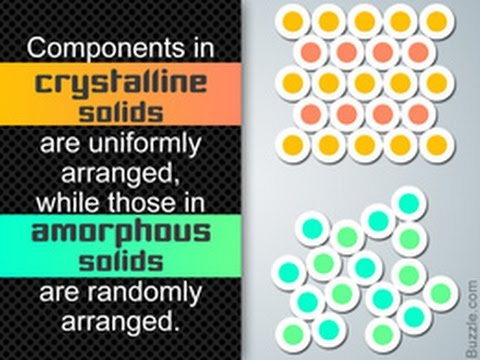 Components in
crystalline
solids
are uniformly
arranged,
while those in
amorphous
solids
are randomly
arranged.
Buzzle.com